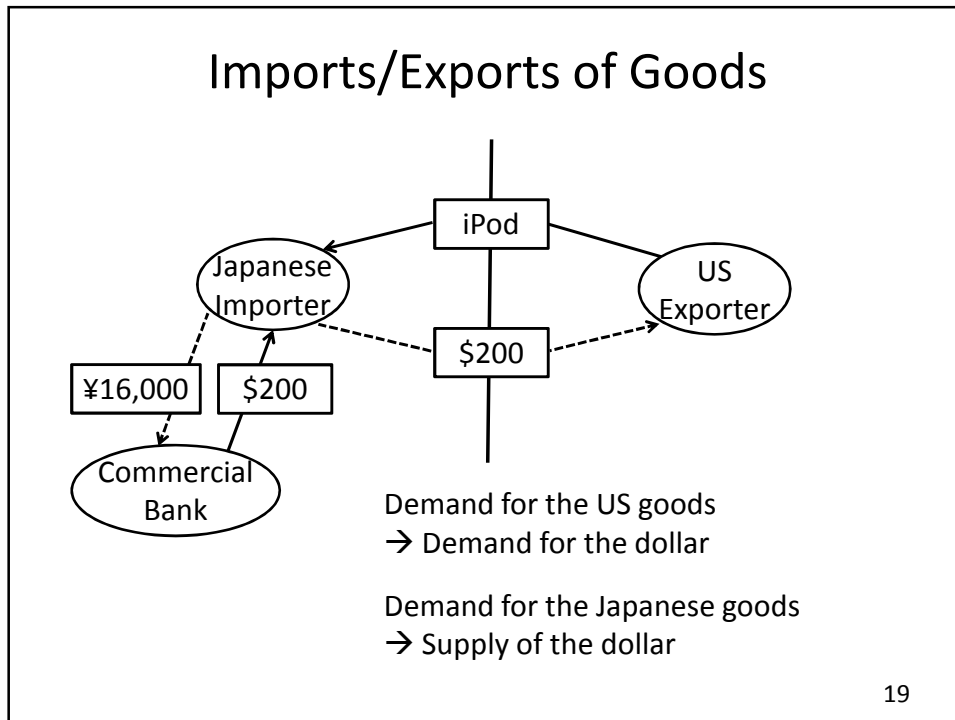 Imports/Exports of Goods
iPod
Japanese
Importer
US
Exporter
$200
¥16,000
$200
Commercial
Bank
Demand for the US goods
→ Demand for the dollar
Demand for the Japanese goods
→ Supply of the dollar
19